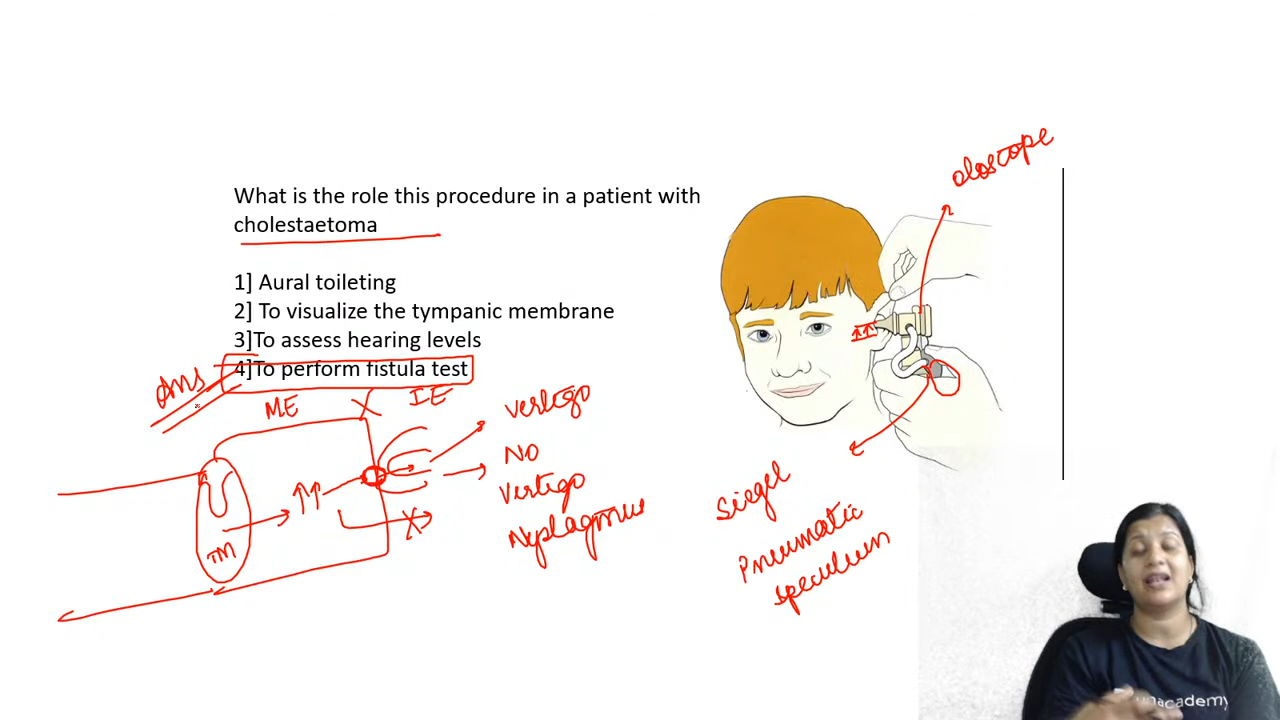 What is the role this procedure in a patient with
cholestaetoma
1] Aural toileting
2] To visualize the tympanic membrane
3]To assess hearing levels
4]To perform fistula test
Ans
ME
X
IE
TM
X
vertigo
NO
Vertigo
Nyplagmus
otoscope
Siegel
Pneumatic
speculum
nacademy